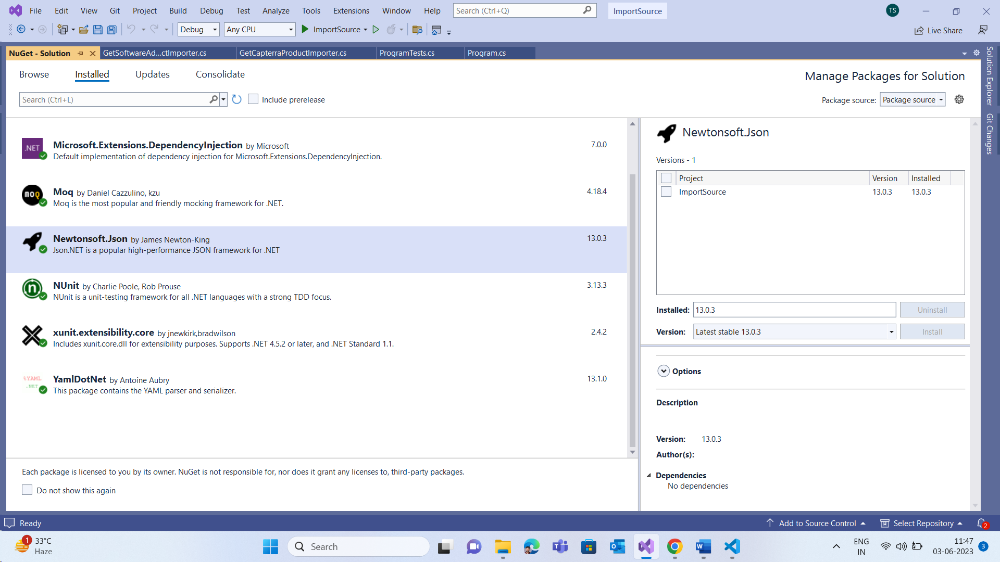 File Edit View Git Project Build Debug Test Analyze Tools Extensions Window Help Search (Ctrl+Q) ImportSource TS
Debug Any CPU ImportSource Live Share
NuGet - Solution GetSoftwareAd...ctImporter.cs GetCapterraProductImporter.cs ProgramTests.cs Program.cs
Solution Explorer
Git Changes
Browse Installed Updates Consolidate
Manage Packages for Solution
Search (Ctrl+L) Include prerelease
Package source: Package source
.NET
Microsoft.Extensions.DependencyInjection by Microsoft 7.0.0
Default implementation of dependency injection for Microsoft.Extensions.DependencyInjection.
moq
Moq by Daniel Cazzulino, kzu 4.18.4
Moq is the most popular and friendly mocking framework for .NET.
Newtonsoft.Json by James Newton-King 13.0.3
Json.NET is a popular high-performance JSON framework for .NET
n
NUnit by Charlie Poole, Rob Prouse 3.13.3
NUnit is a unit-testing framework for all .NET languages with a strong TDD focus.
xunit.extensibility.core by jnewkirk,bradwilson 2.4.2
Includes xunit.core.dll for extensibility purposes. Supports .NET 4.5.2 or later, and .NET Standard 1.1.
%YAML
.NET
YamlDotNet by Antoine Aubry 13.1.0
This package contains the YAML parser and serializer.
Each package is licensed to you by its owner. NuGet is not responsible for, nor does it grant any licenses to, third-party packages.
Do not show this again
Newtonsoft.Json
Versions - 1
Project Version Installed
ImportSource 13.0.3 13.0.3
Installed: 13.0.3 Uninstall
Version: Latest stable 13.0.3 Install
Options
Description
Version: 13.0.3
Author(s):
Dependencies
No dependencies
Ready Add to Source Control Select Repository 2
1 33°C
Haze
Search
ENG
IN
11:47
03-06-2023
3